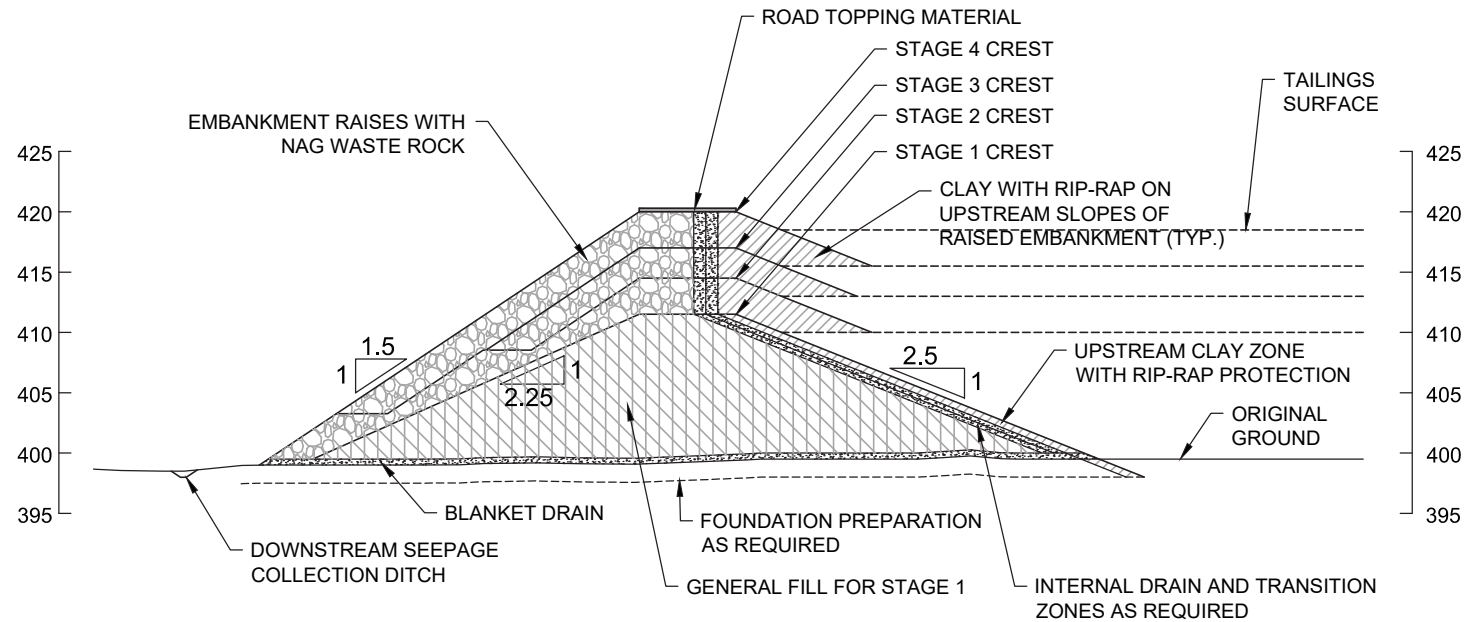 ROAD TOPPING MATERIAL
STAGE 4 CREST
STAGE 3 CREST
STAGE 2 CREST
STAGE 1 CREST
TAILINGS
SURFACE
EMBANKMENT RAISES WITH
NAG WASTE ROCK
CLAY WITH RIP-RAP ON
UPSTREAM SLOPES OF
RAISED EMBANKMENT (TYP.)
425
420
415
410
405
400
395
425
420
415
410
405
400
395
1.5
1
1
2.25
2.5
1
UPSTREAM CLAY ZONE
WITH RIP-RAP PROTECTION
ORIGINAL
GROUND
BLANKET DRAIN
FOUNDATION PREPARATION
AS REQUIRED
DOWNSTREAM SEEPAGE
COLLECTION DITCH
GENERAL FILL FOR STAGE 1
INTERNAL DRAIN AND TRANSITION
ZONES AS REQUIRED